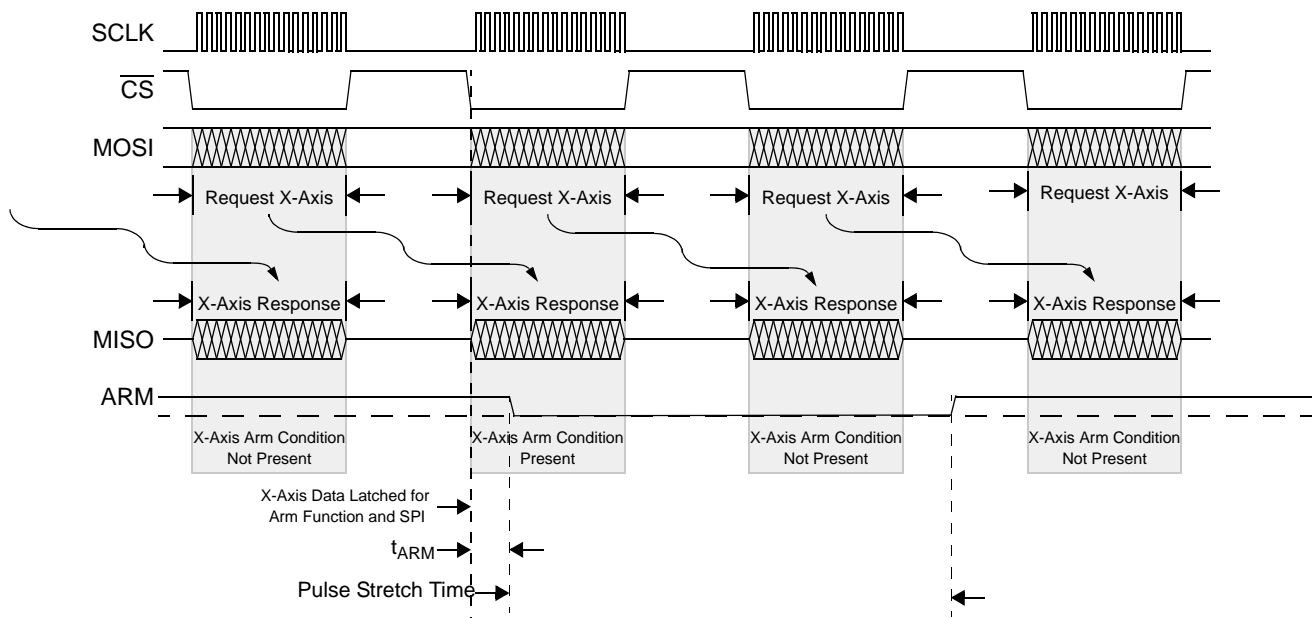 SCLK
CS
MOSI
Request X-Axis
Request X-Axis
Request X-Axis
Request X-Axis
X-Axis Response
X-Axis Response
X-Axis Response
X-Axis Response
MISO
ARM
X-Axis Arm Condition
Not Present
X-Axis Arm Condition
Present
X-Axis Arm Condition
Not Present
X-Axis Arm Condition
Not Present
X-Axis Data Latched for
Arm Function and SPI
tARM
Pulse Stretch Time